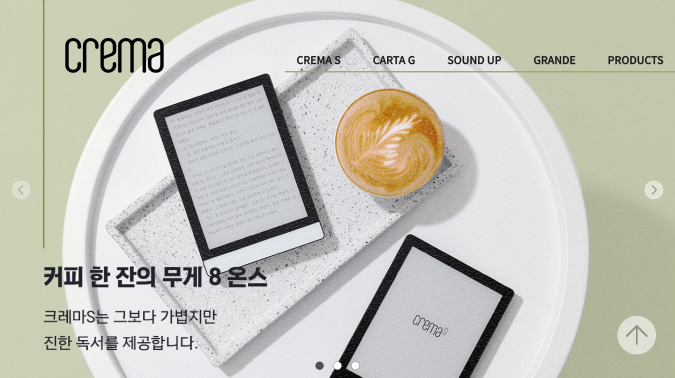 crema
CREMA S
CARTA G
SOUND UP
GRANDE
PRODUCTS
crema S
커피 한 잔의 무게 8 온스
크레마S는 그보다 가볍지만
진한 독서를 제공합니다.